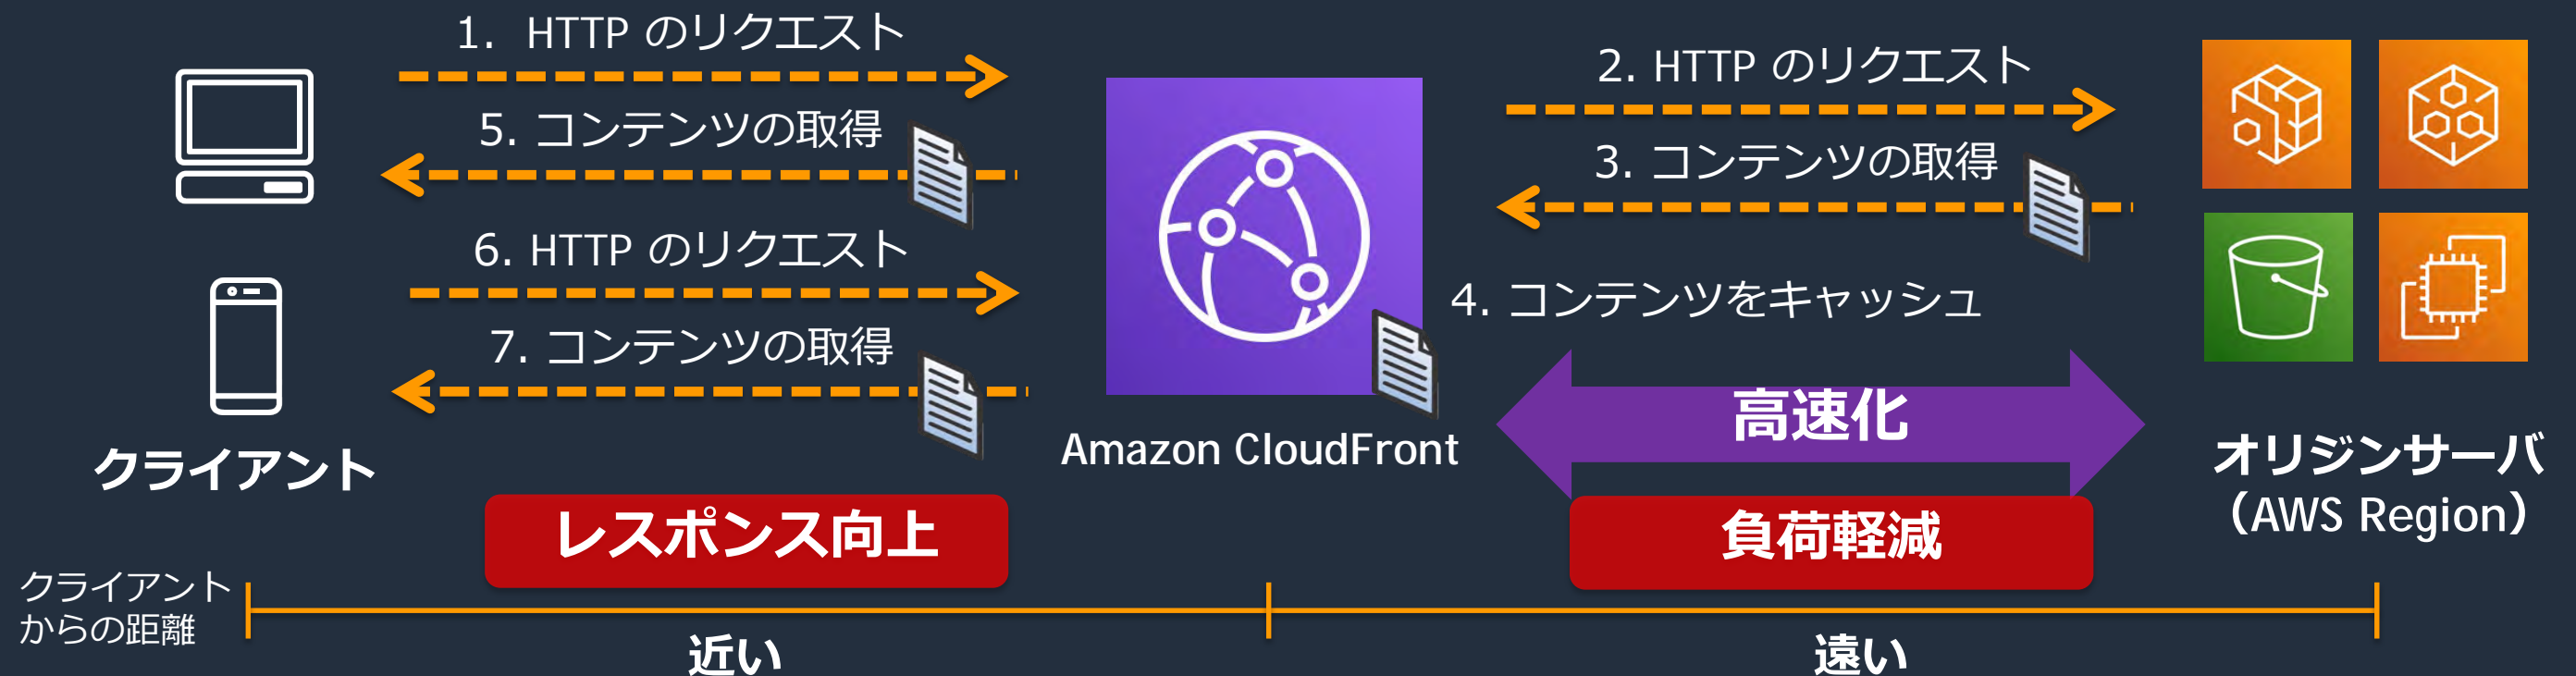 1. HTTP のリクエスト
5. コンテンツの取得
6. HTTP のリクエスト
7. コンテンツの取得
クライアント
レスポンス向上
Amazon CloudFront
2. HTTP のリクエスト
3. コンテンツの取得
4. コンテンツをキャッシュ
高速化
負荷軽減
オリジンサーバ
（AWS Region）
クライアント
からの距離
近い
遠い